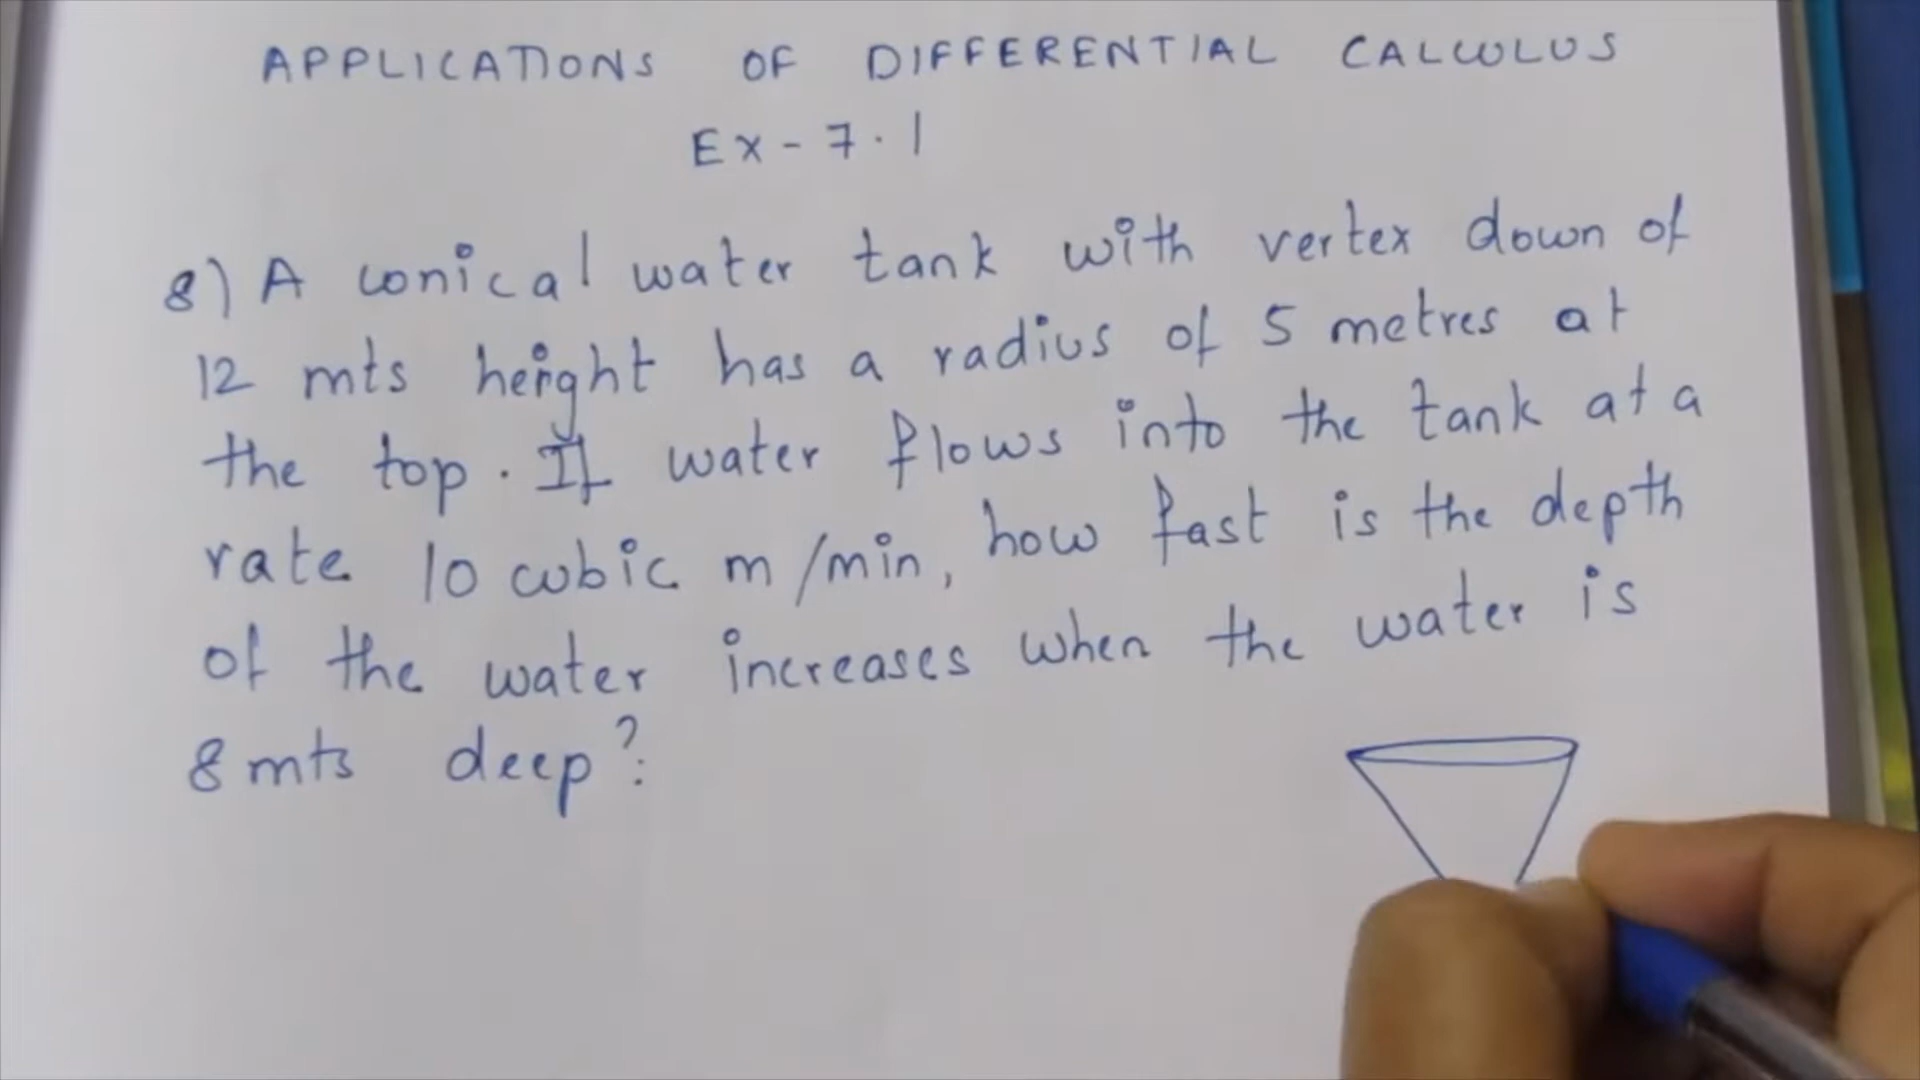 APPLICATIONS OF DIFFERENTIAL CALCULUS
Ex - 7.1
8) A conical water tank with vertex down of
12 mts height has a radius of 5 metres at
the top. If water flows into the tank at a
rate 10 cubic m/min, how fast is the depth
of the water increases when the water is
8 mts deep?